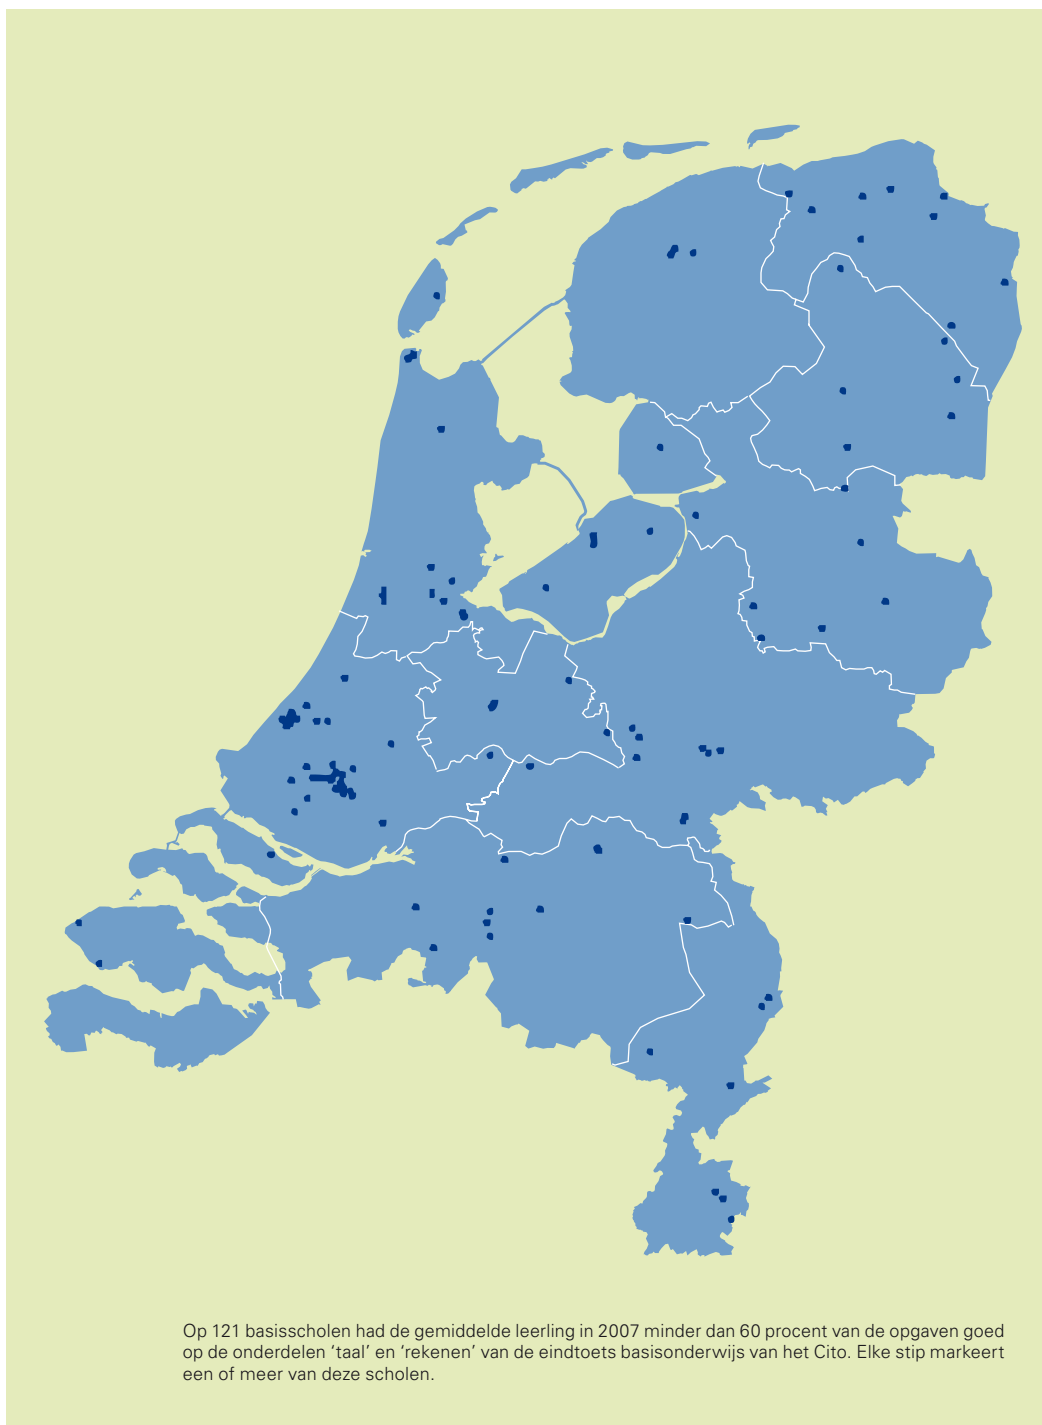 Op 121 basisscholen had de gemiddelde leerling in 2007 minder dan 60 procent van de opgaven goed
op de onderdelen ‘taal’ en ‘rekenen’ van de eindtoets basisonderwijs van het Cito. Elke stip markeert
een of meer van deze scholen.